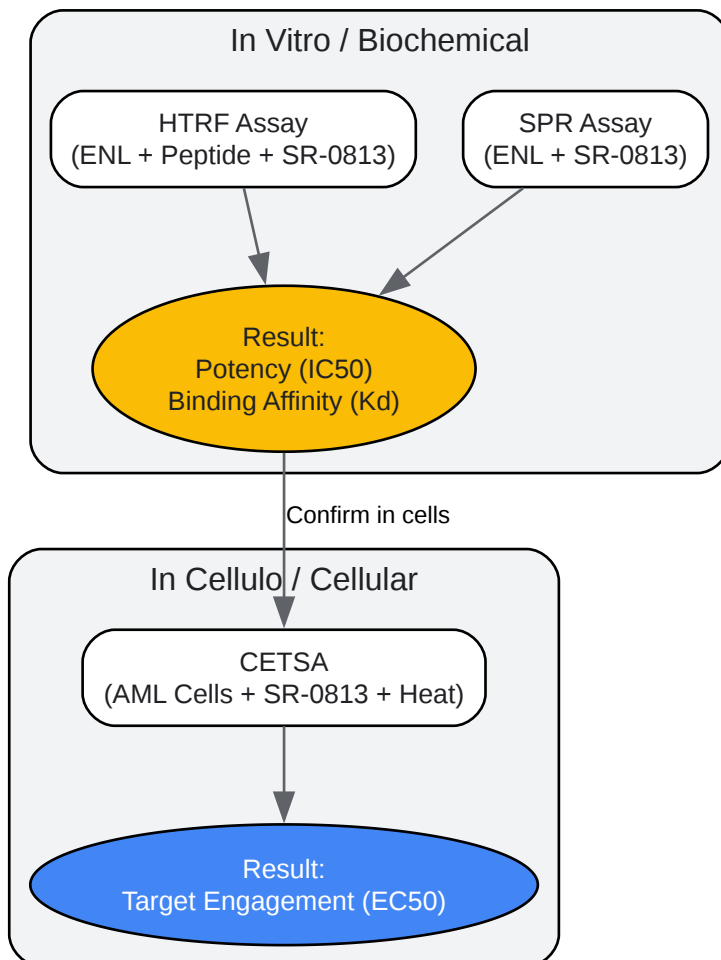 In Vitro / Biochemical
HTRF Assay
(ENL + Peptide + SR-0813)
SPR Assay
(ENL + SR-0813)
Result:
Potency (IC50)
Binding Affinity (Kd)
Confirm in cells
In Cellulo / Cellular
CETSA
(AML Cells + SR-0813 + Heat)
Result:
Target Engagement (EC50)